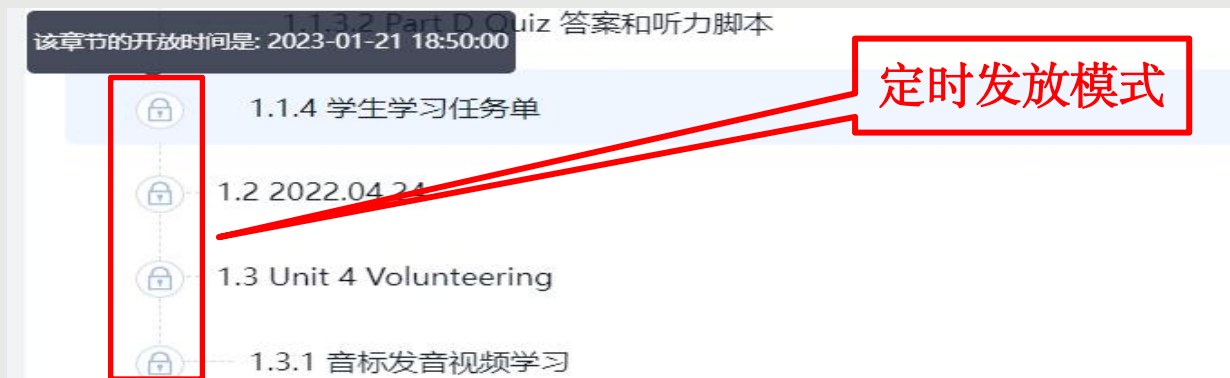 1.1.3.2 Part D Quiz 答案和听力脚本
该章节的开放时间是: 2023-01-21 18:50:00
定时发放模式
1.1.4 学生学习任务单
1.2 2022.04.24
1.3 Unit 4 Volunteering
1.3.1 音标发音视频学习